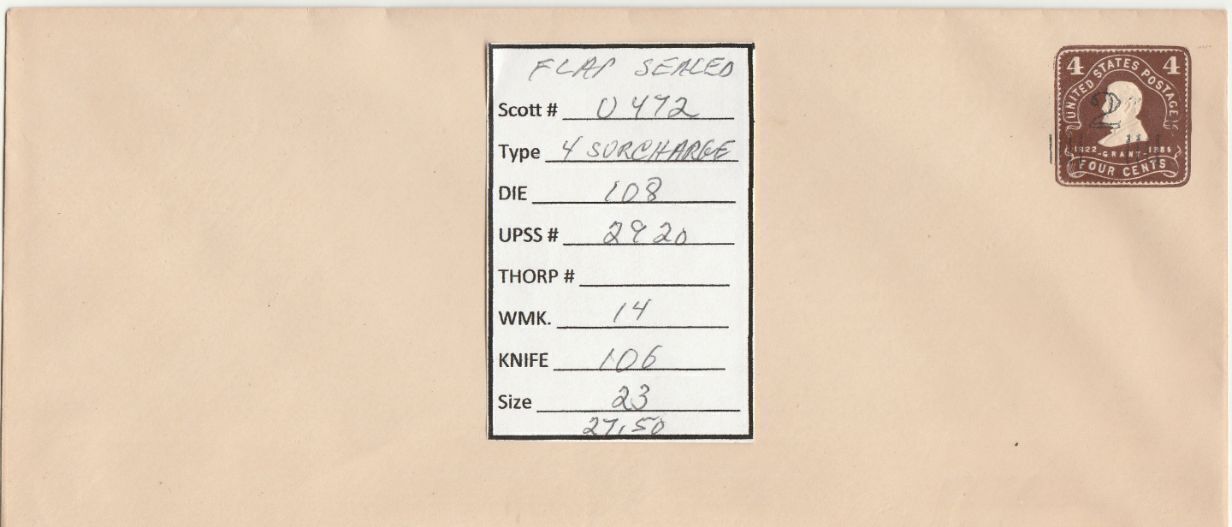 FLAP SEALED
Scott # U472
Type 4 SURCHARGE
DIE 108
UPSS # 2920
THORP #
WMK. 14
KNIFE 106
Size 23
27.50
4 4
UNITED STATES POSTAGE
2
1822-GRANT-1885
FOUR CENTS